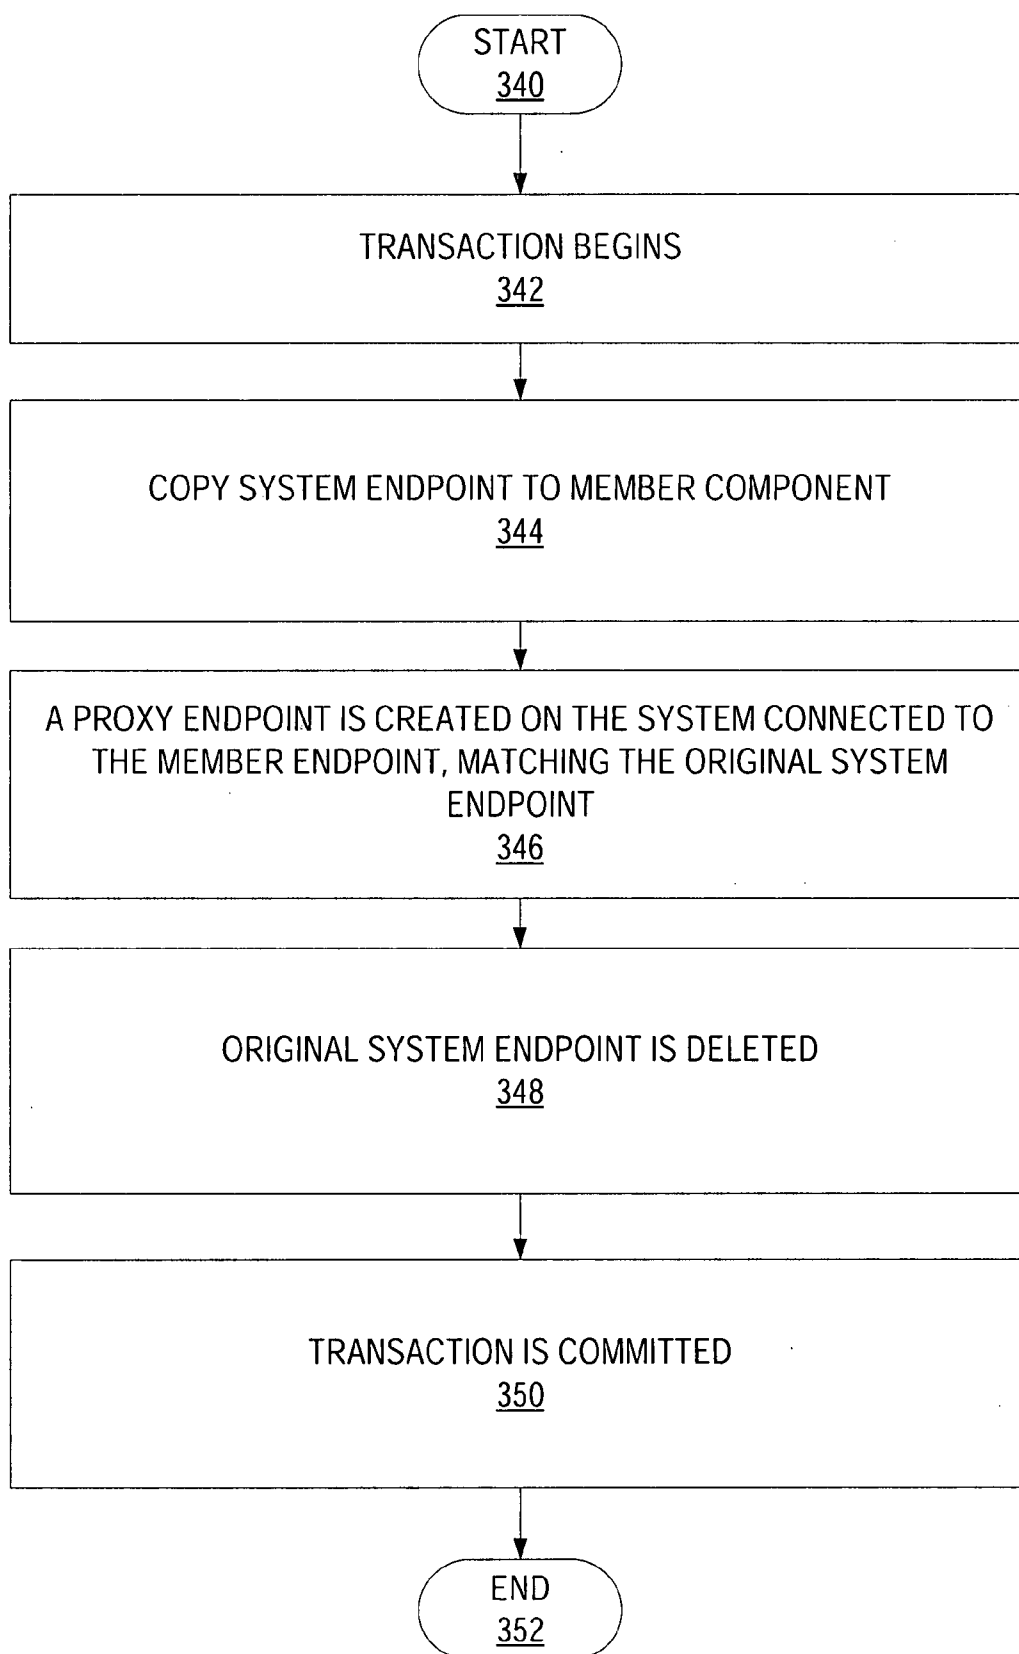 START
340
TRANSACTION BEGINS
342
COPY SYSTEM ENDPOINT TO MEMBER COMPONENT
344
A PROXY ENDPOINT IS CREATED ON THE SYSTEM CONNECTED TO
THE MEMBER ENDPOINT, MATCHING THE ORIGINAL SYSTEM
ENDPOINT
346
ORIGINAL SYSTEM ENDPOINT IS DELETED
348
TRANSACTION IS COMMITTED
350
END
352